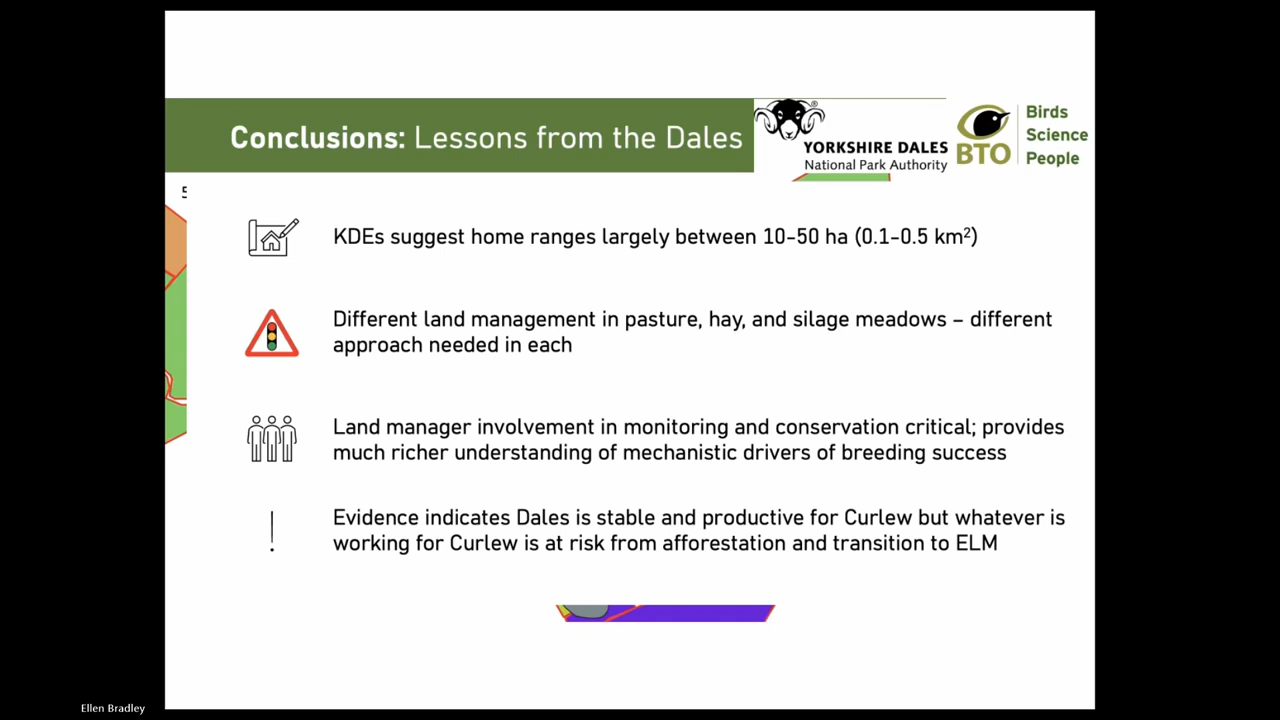 Conclusions: Lessons from the Dales
YORKSHIRE DALES
National Park Authority
®
BTO
Birds
Science
People
5
KDEs suggest home ranges largely between 10-50 ha (0.1-0.5 km²)
Different land management in pasture, hay, and silage meadows – different
approach needed in each
Land manager involvement in monitoring and conservation critical; provides
much richer understanding of mechanistic drivers of breeding success
!
Evidence indicates Dales is stable and productive for Curlew but whatever is
working for Curlew is at risk from afforestation and transition to ELM
Ellen Bradley